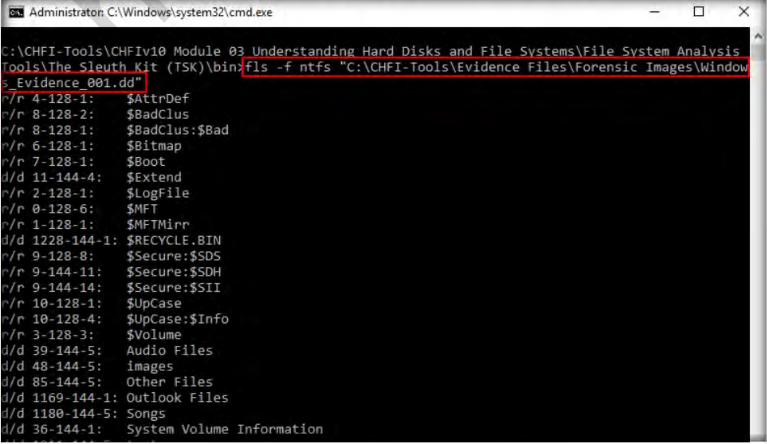 Administrator: C:\Windows\system32\cmd.exe
C:\CHFI-Tools\CHFIv10 Module 03 Understanding Hard Disks and File Systems\File System Analysis
Tools\The Sleuth Kit (TSK)\bin>fls -f ntfs "C:\CHFI-Tools\Evidence Files\Forensic Images\Window
s_Evidence_001.dd"
r/r 4-128-1: $AttrDef
r/r 8-128-2: $BadClus
r/r 8-128-1: $BadClus:$Bad
r/r 6-128-1: $Bitmap
r/r 7-128-1: $Boot
d/d 11-144-4: $Extend
r/r 2-128-1: $LogFile
r/r 0-128-6: $MFT
r/r 1-128-1: $MFTMirr
d/d 1228-144-1: $RECYCLE.BIN
r/r 9-128-8: $Secure:$SDS
r/r 9-144-11: $Secure:$SDH
r/r 9-144-14: $Secure:$SII
r/r 10-128-1: $UpCase
r/r 10-128-4: $UpCase:$Info
r/r 3-128-3: $Volume
d/d 39-144-5: Audio Files
d/d 48-144-5: images
d/d 85-144-5: Other Files
d/d 1169-144-1: Outlook Files
d/d 1180-144-5: Songs
d/d 36-144-1: System Volume Information